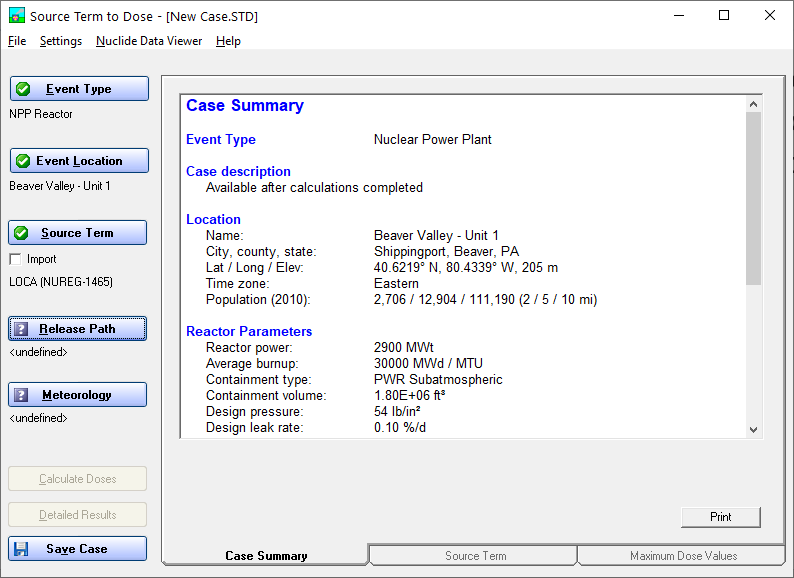 Source Term to Dose - [New Case.STD]
File Settings Nuclide Data Viewer Help
Event Type
NPP Reactor
Event Location
Beaver Valley - Unit 1
Source Term
Import
LOCA (NUREG-1465)
Release Path
<undefined>
Meteorology
<undefined>
Calculate Doses
Detailed Results
Save Case
Case Summary
Event Type Nuclear Power Plant
Case description
Available after calculations completed
Location
Name: Beaver Valley - Unit 1
City, county, state: Shippingport, Beaver, PA
Lat / Long / Elev: 40.6219° N, 80.4339° W, 205 m
Time zone: Eastern
Population (2010): 2,706 / 12,904 / 111,190 (2 / 5 / 10 mi)
Reactor Parameters
Reactor power: 2900 MWt
Average burnup: 30000 MWd / MTU
Containment type: PWR Subatmospheric
Containment volume: 1.80E+06 ft³
Design pressure: 54 lb/in²
Design leak rate: 0.10 %/d
Print
Case Summary Source Term Maximum Dose Values